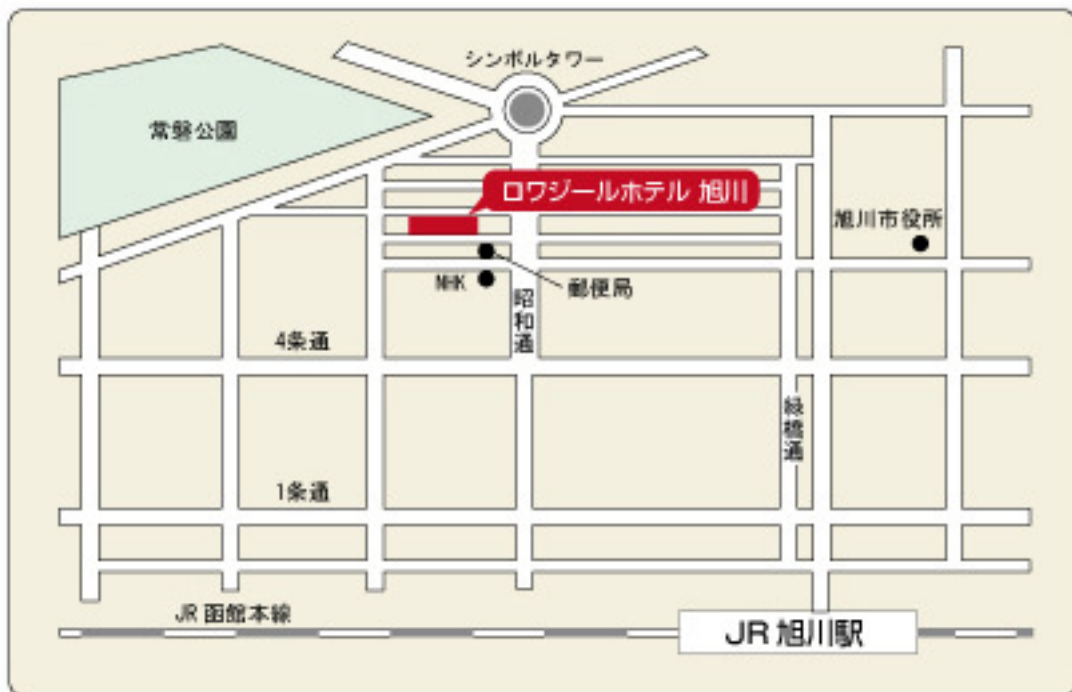 シンボルタワー
常磐公園
ロワジールホテル 旭川
旭川市役所
NHK
郵便局
昭和通
4条通
緑橋通
1条通
JR 函館本線
JR 旭川駅